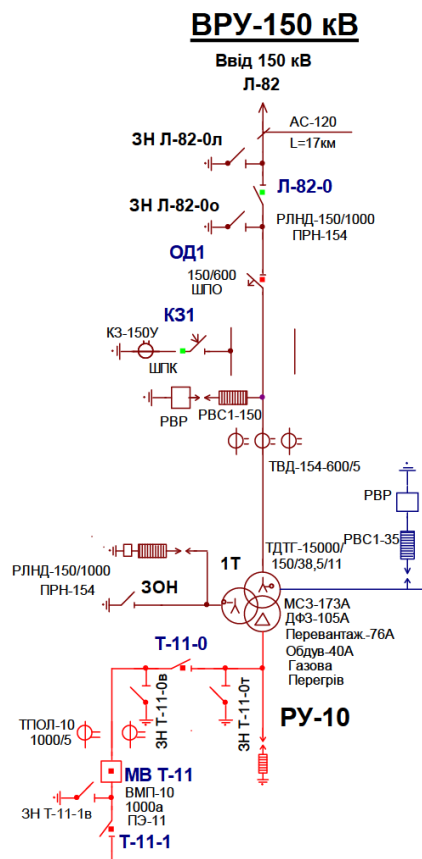 ВРУ-150 кВ
Ввід 150 кВ
Л-82
АС-120
L=17км
ЗН Л-82-0л
Л-82-0
ЗН Л-82-0о
РЛНД-150/1000
ПРН-154
ОД1
150/600
ШПО
КЗ1
КЗ-150У
ШПК
РВР
РВС1-150
ТВД-154-600/5
РВР
РВС1-35
ТДТГ-15000/
150/38,5/11
РЛНД-150/1000
ПРН-154
ЗОН
1Т
МСЗ-173А
ДФЗ-105А
Перевантаж.-76А
Обдув-40А
Газова
Перегрів
Т-11-0
ЗН Т-11-0в
ЗН Т-11-0т
РУ-10
ТПОЛ-10
1000/5
МВ Т-11
ВМП-10
1000а
ПЭ-11
ЗН Т-11-1в
Т-11-1